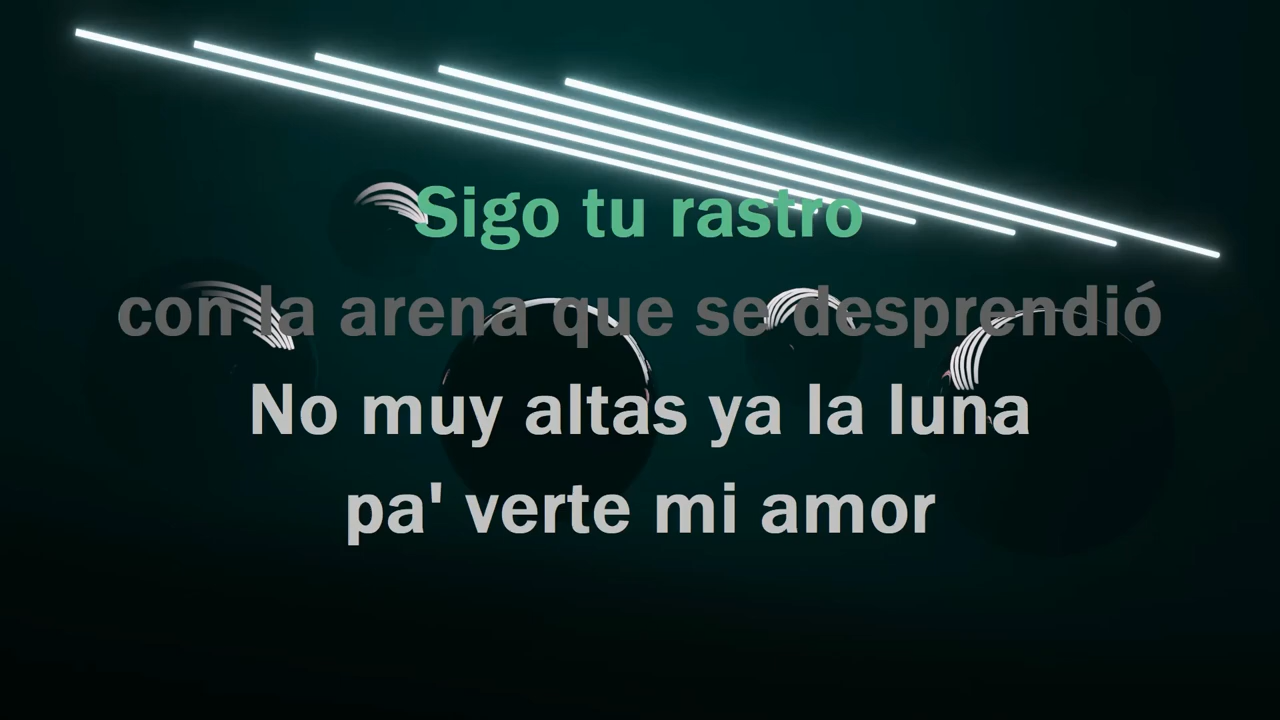 Sigo tu rastro
con la arena que se desprendió
No muy altas ya la luna
pa' verte mi amor